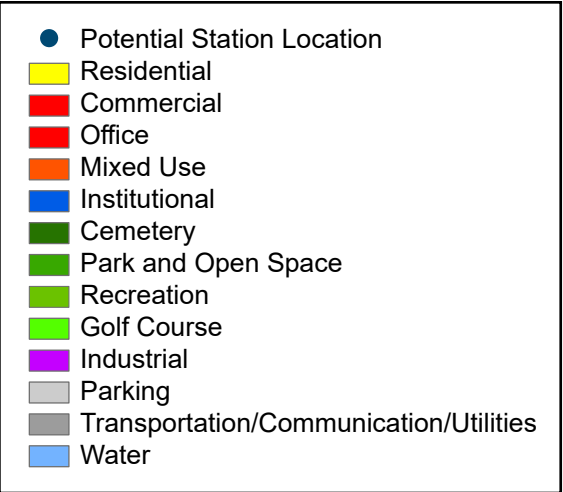 Potential Station Location
Residential
Commercial
Office
Mixed Use
Institutional
Cemetery
Park and Open Space
Recreation
Golf Course
Industrial
Parking
Transportation/Communication/Utilities
Water